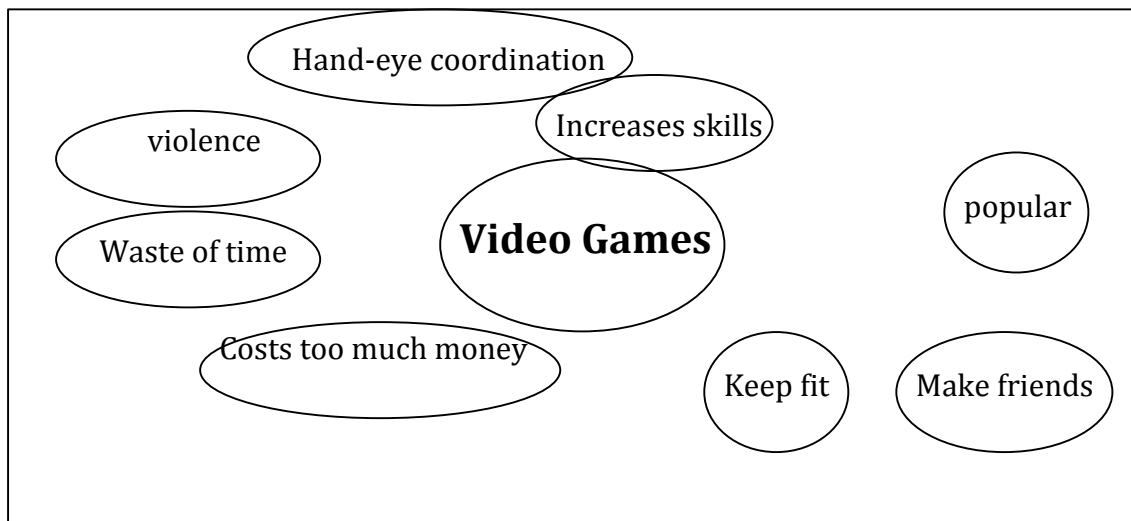 Hand-eye coordination
Increases skills
violence
popular
Video Games
Waste of time
Costs too much money
Keep fit
Make friends